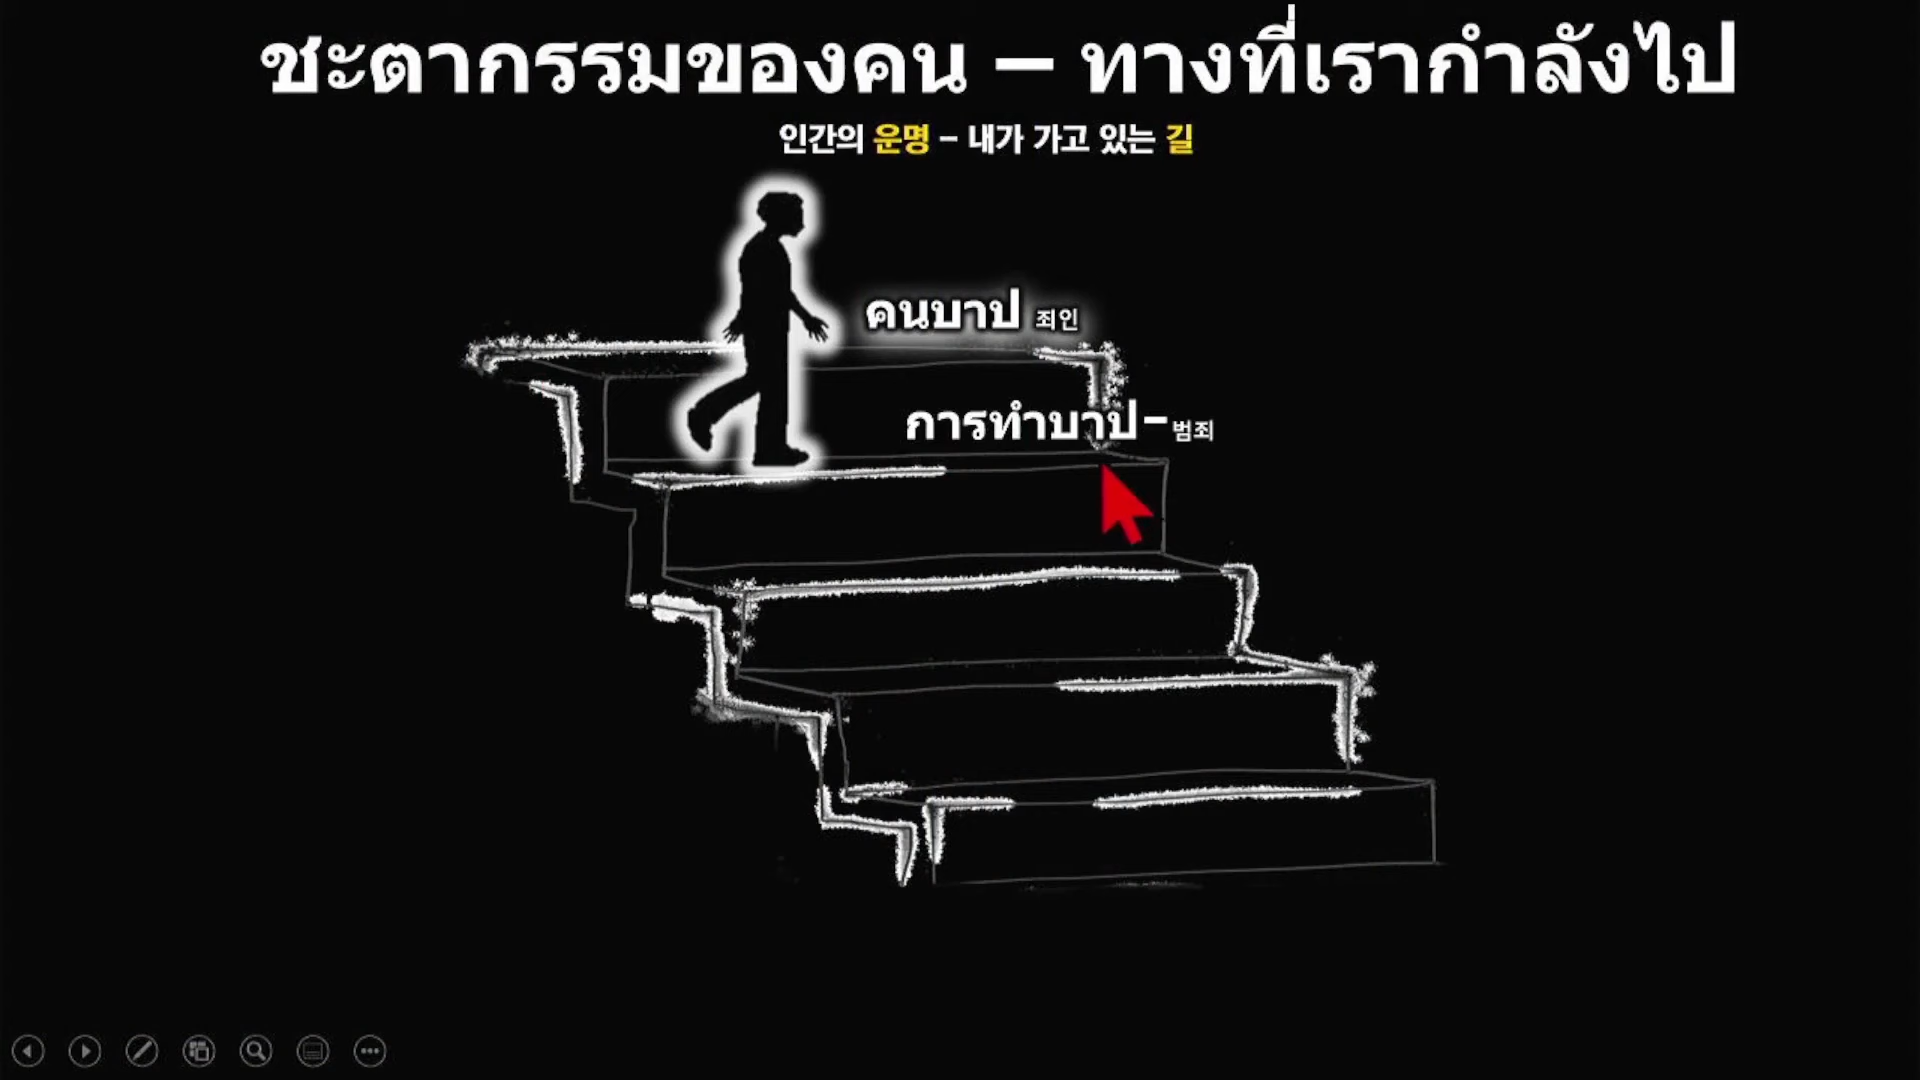 ชะตากรรมของคน – ทางที่เรากำลังไป
인간의 운명 – 내가 가고 있는 길
คนบาป 죄인
การทำบาป – 범죄